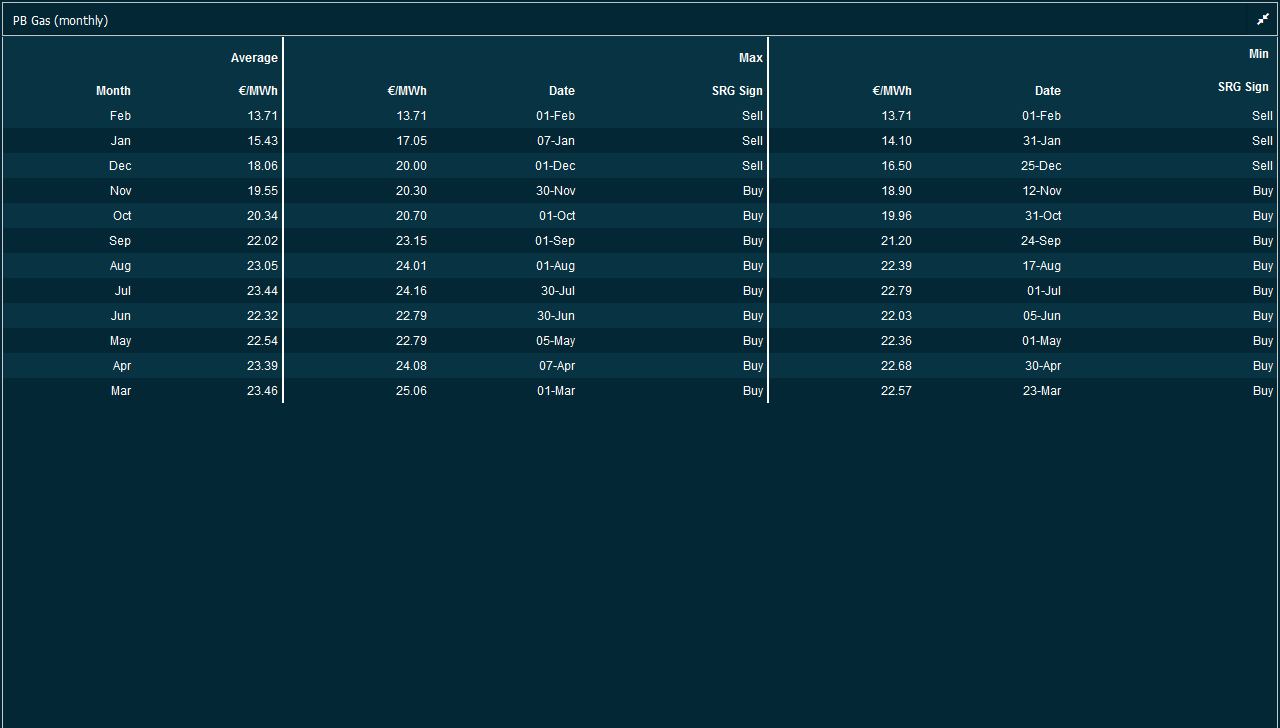 PB Gas (monthly)
Average Max Min
Month €/MWh €/MWh Date SRG Sign €/MWh Date SRG Sign
Feb 13.71 13.71 01-Feb Sell 13.71 01-Feb Sell
Jan 15.43 17.05 07-Jan Sell 14.10 31-Jan Sell
Dec 18.06 20.00 01-Dec Sell 16.50 25-Dec Sell
Nov 19.55 20.30 30-Nov Buy 18.90 12-Nov Buy
Oct 20.34 20.70 01-Oct Buy 19.96 31-Oct Buy
Sep 22.02 23.15 01-Sep Buy 21.20 24-Sep Buy
Aug 23.05 24.01 01-Aug Buy 22.39 17-Aug Buy
Jul 23.44 24.16 30-Jul Buy 22.79 01-Jul Buy
Jun 22.32 22.79 30-Jun Buy 22.03 05-Jun Buy
May 22.54 22.79 05-May Buy 22.36 01-May Buy
Apr 23.39 24.08 07-Apr Buy 22.68 30-Apr Buy
Mar 23.46 25.06 01-Mar Buy 22.57 23-Mar Buy